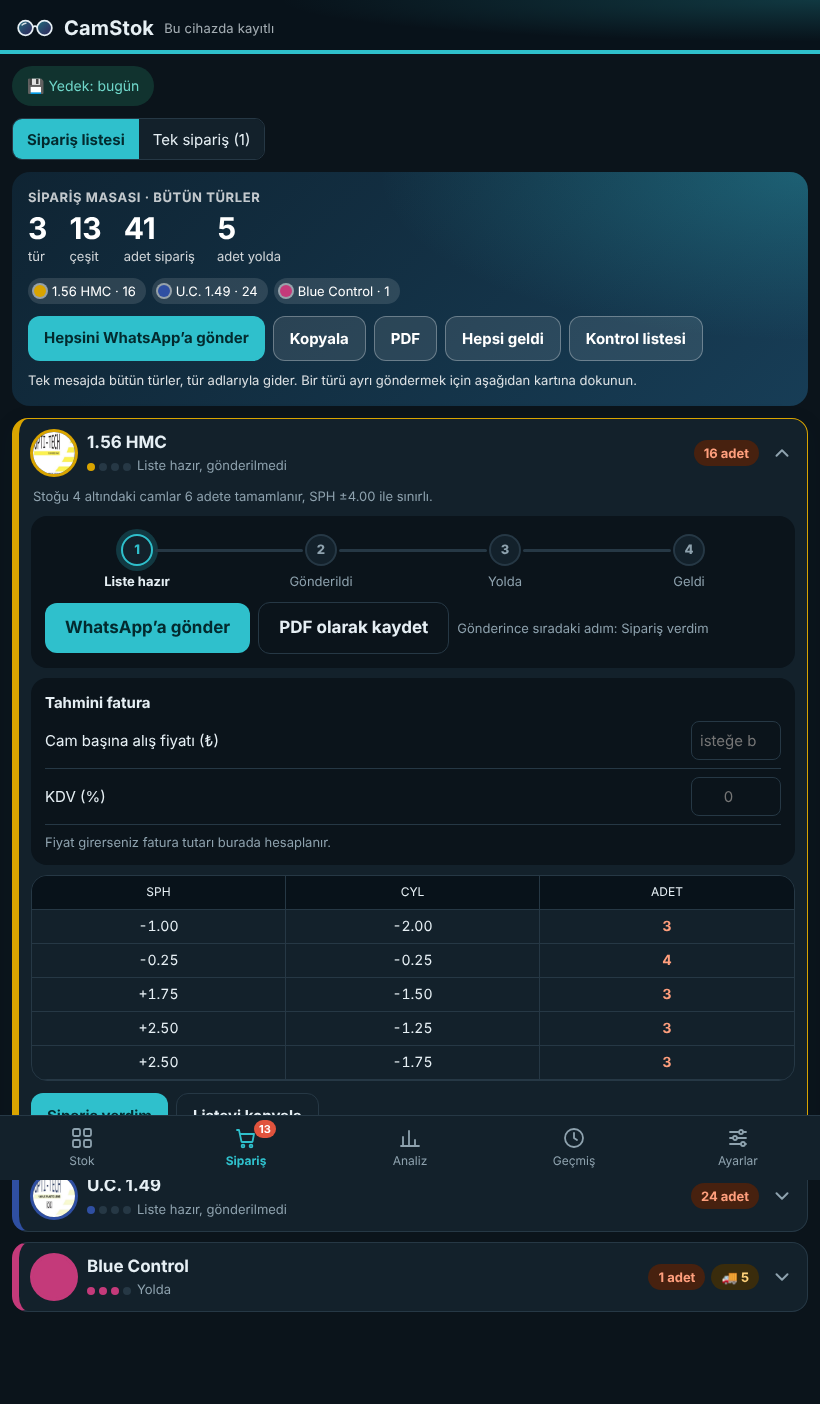 CamStok Bu cihazda kayıtlı
💾 Yedek: bugün
Sipariş listesi Tek sipariş (1)
SİPARİŞ MASASI · BÜTÜN TÜRLER
3 13 41 5
tür çeşit adet sipariş adet yolda
1.56 HMC · 16 U.C. 1.49 · 24 Blue Control · 1
Hepsini WhatsApp’a gönder Kopyala PDF Hepsi geldi Kontrol listesi
Tek mesajda bütün türler, tür adlarıyla gider. Bir türü ayrı göndermek için aşağıdan kartına dokunun.
1.56 HMC
Liste hazır, gönderilmedi
16 adet
Stoğu 4 altındaki camlar 6 adete tamamlanır, SPH ±4.00 ile sınırlı.
1 2 3 4
Liste hazır Gönderildi Yolda Geldi
WhatsApp’a gönder PDF olarak kaydet Gönderince sıradaki adım: Sipariş verdim
Tahmini fatura
Cam başına alış fiyatı (₺) isteğe b
KDV (%) 0
Fiyat girerseniz fatura tutarı burada hesaplanır.
SPH CYL ADET
-1.00 -2.00 3
-0.25 -0.25 4
+1.75 -1.50 3
+2.50 -1.25 3
+2.50 -1.75 3
Sipariş verdim Listeyi kopyala
13
Stok Sipariş Analiz Geçmiş Ayarlar
U.C. 1.49
Liste hazır, gönderilmedi
24 adet
Blue Control
Yolda
1 adet 🚚 5